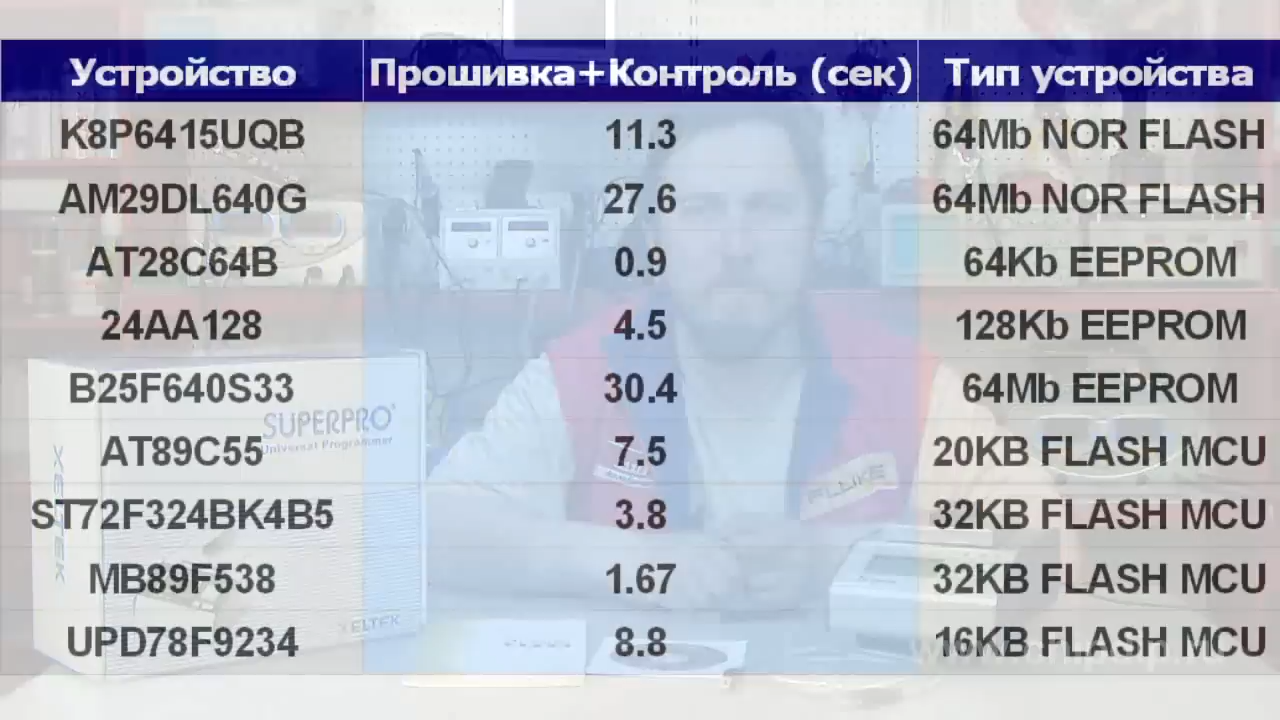 Устройство Прошивка+Контроль (сек) Тип устройства
K8P6415UQB 11.3 64Mb NOR FLASH
AM29DL640G 27.6 64Mb NOR FLASH
AT28C64B 0.9 64Kb EEPROM
24AA128 4.5 128Kb EEPROM
B25F640S33 30.4 64Mb EEPROM
SUPERPRO
Universal Programmer
AT89C55 7.5 20KB FLASH MCU
XELTEK
FLUKE
ST72F324BK4B5 3.8 32KB FLASH MCU
MB89F538 1.67 32KB FLASH MCU
XELTEK
UPD78F9234 8.8 16KB FLASH MCU